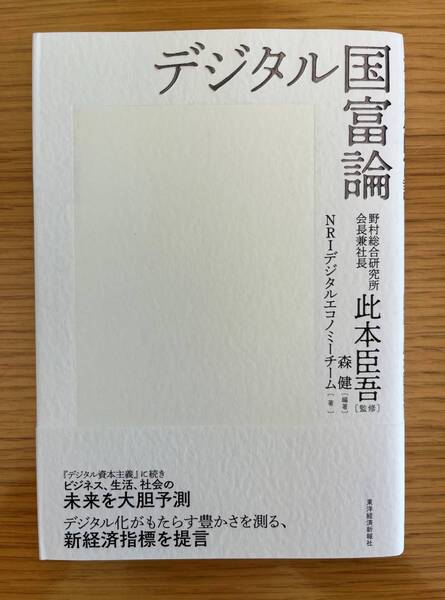 デジタル国富論
野村総合研究所
会長兼社長
此本臣吾[監修]
森 健[編著]
NRIデジタルエコノミーチーム[著]
『デジタル資本主義』に続き
ビジネス、生活、社会の
未来を大胆予測
デジタル化がもたらす豊かさを測る、
新経済指標を提言
東洋経済新報社